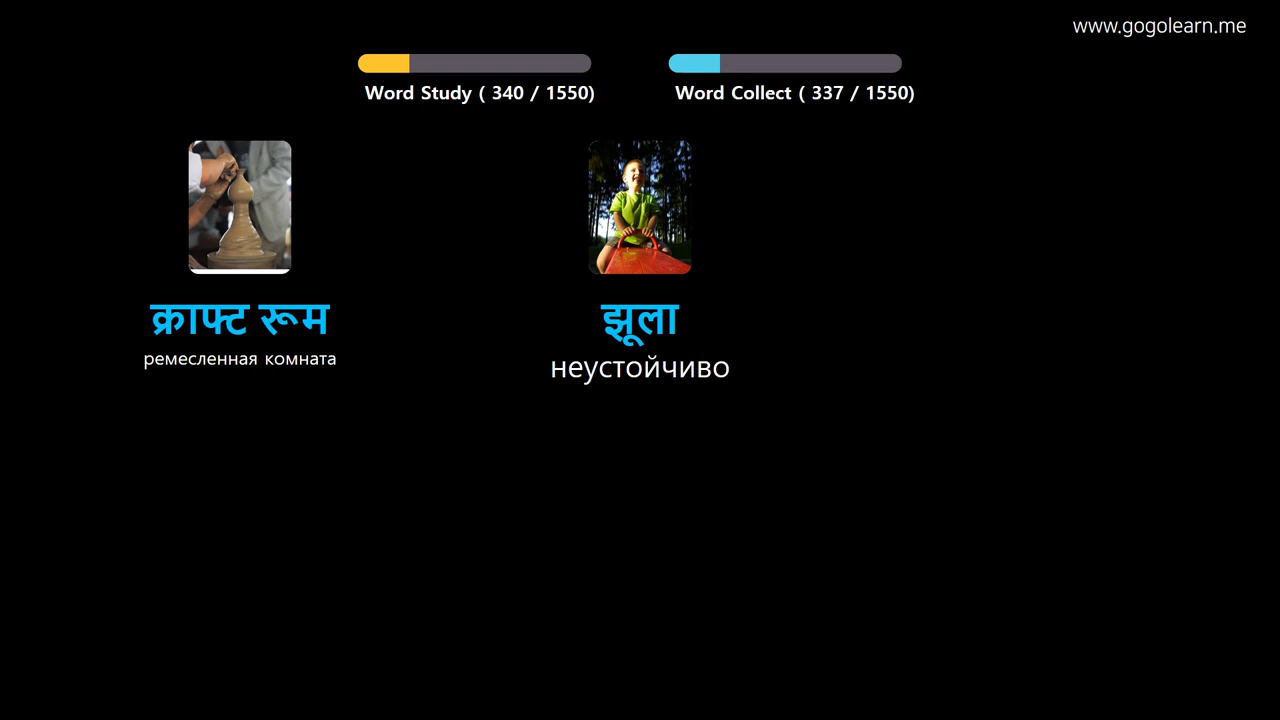 www.gogolearn.me
Word Study ( 340 / 1550)
Word Collect ( 337 / 1550)
क्राफ्ट रूम
ремесленная комната
झूला
неустойчиво